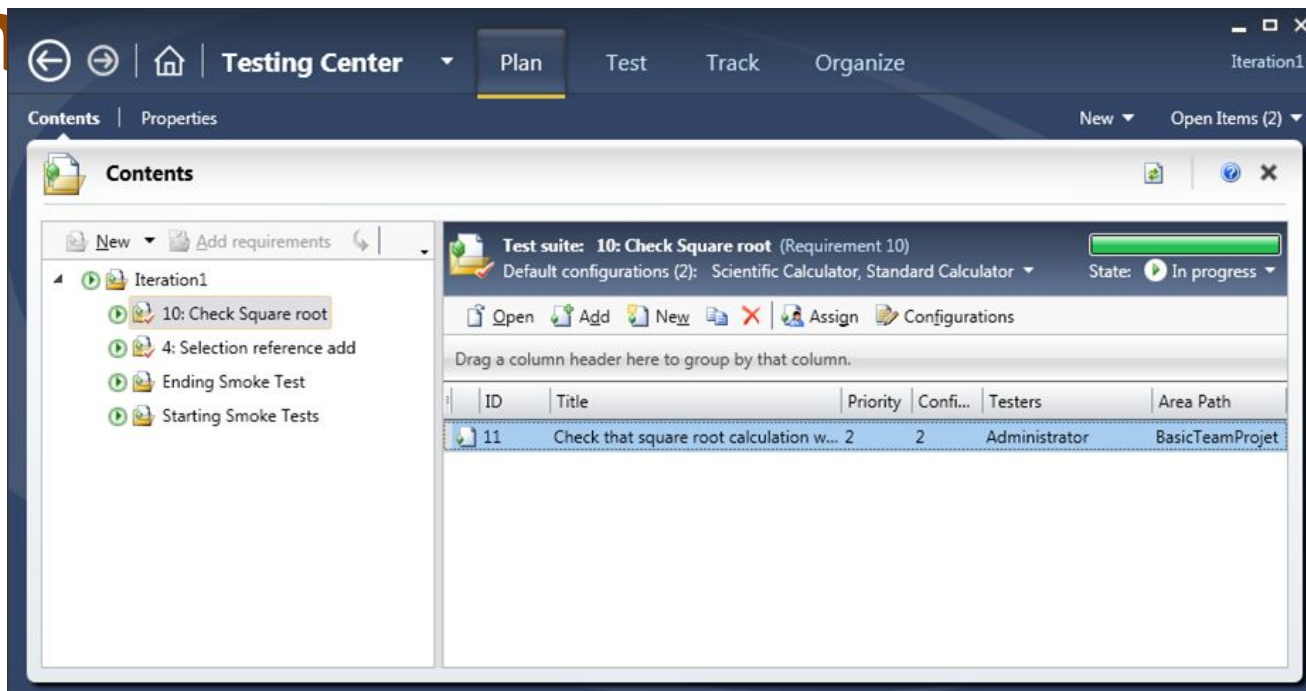 Testing Center Plan Test Track Organize Iteration1
Contents | Properties New Open Items (2)
Contents
New Add requirements
Iteration1
10: Check Square root
4: Selection reference add
Ending Smoke Test
Starting Smoke Tests
Test suite: 10: Check Square root (Requirement 10)
Default configurations (2): Scientific Calculator, Standard Calculator State: In progress
Open Add New Assign Configurations
Drag a column header here to group by that column.
ID Title Priority Confi... Testers Area Path
11 Check that square root calculation w... 2 2 Administrator BasicTeamProjet